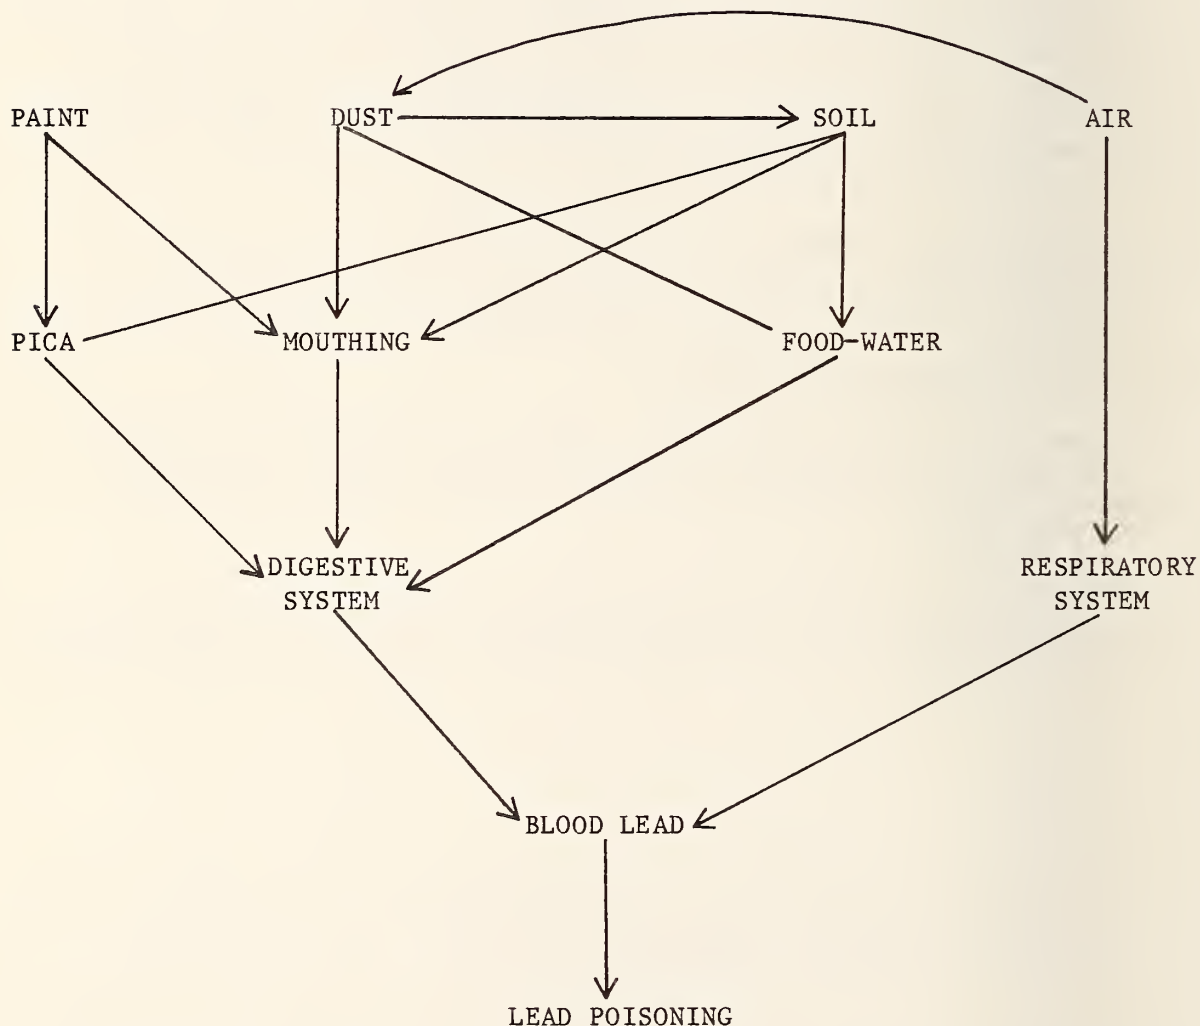 PAINT DUST SOIL AIR
PICA MOUTHING FOOD-WATER
DIGESTIVE RESPIRATORY
SYSTEM SYSTEM
BLOOD LEAD
LEAD POISONING